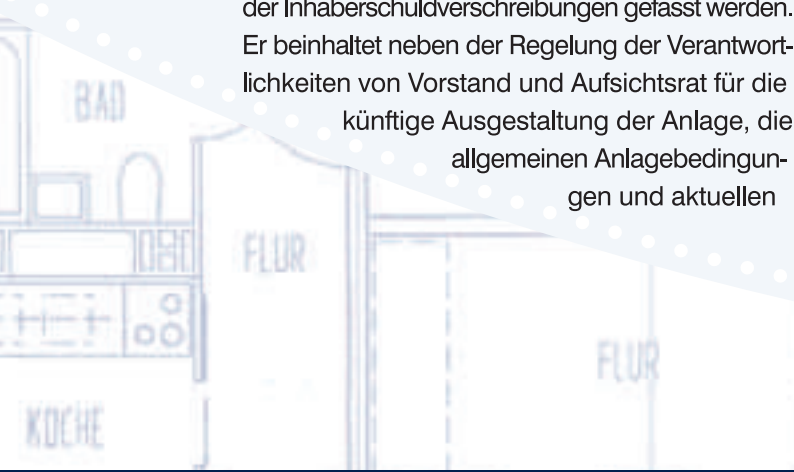 der Inhaberschuldverschreibungen gefasst werden.
Er beinhaltet neben der Regelung der Verantwort-
lichkeiten von Vorstand und Aufsichtsrat für die
künftige Ausgestaltung der Anlage, die
allgemeinen Anlagebedingun-
gen und aktuellen
BAD
FLUR
FLUR
KÜCHE